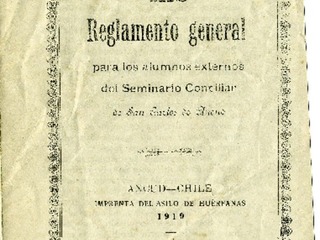 Reglamento general
para los alumnos externos
del Seminario Conciliar
de San Carlos de Ancud
ANCUD—CHILE
IMPRENTA DEL ASILO DE HUÉRFANAS
1919